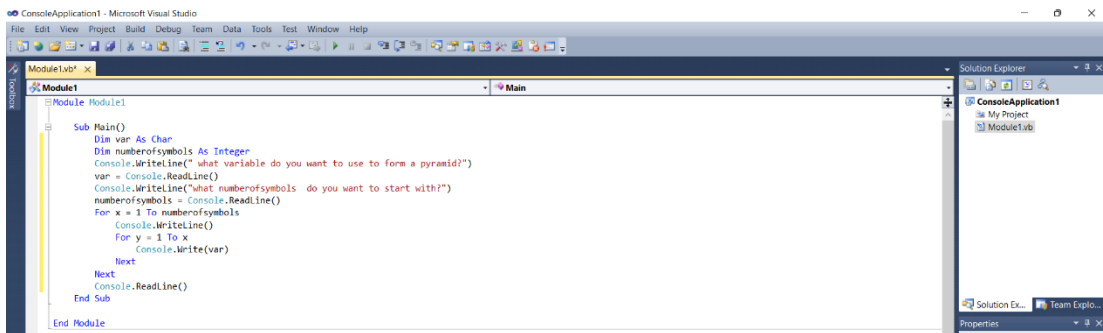 ConsoleApplication1 - Microsoft Visual Studio
File Edit View Project Build Debug Team Data Tools Test Window Help
Module1.vb* ×
Solution Explorer
Toolbox
Module1
Main
Module Module1
Sub Main()
Dim var As Char
Dim numberofsymbols As Integer
Console.WriteLine(" what variable do you want to use to form a pyramid?")
var = Console.ReadLine()
Console.WriteLine("what numberofsymbols  do you want to start with?")
numberofsymbols = Console.ReadLine()
For x = 1 To numberofsymbols
Console.WriteLine()
For y = 1 To x
Console.Write(var)
Next
Next
Console.ReadLine()
End Sub
End Module
ConsoleApplication1
My Project
Module1.vb
Solution Ex...
Team Explo...
Properties